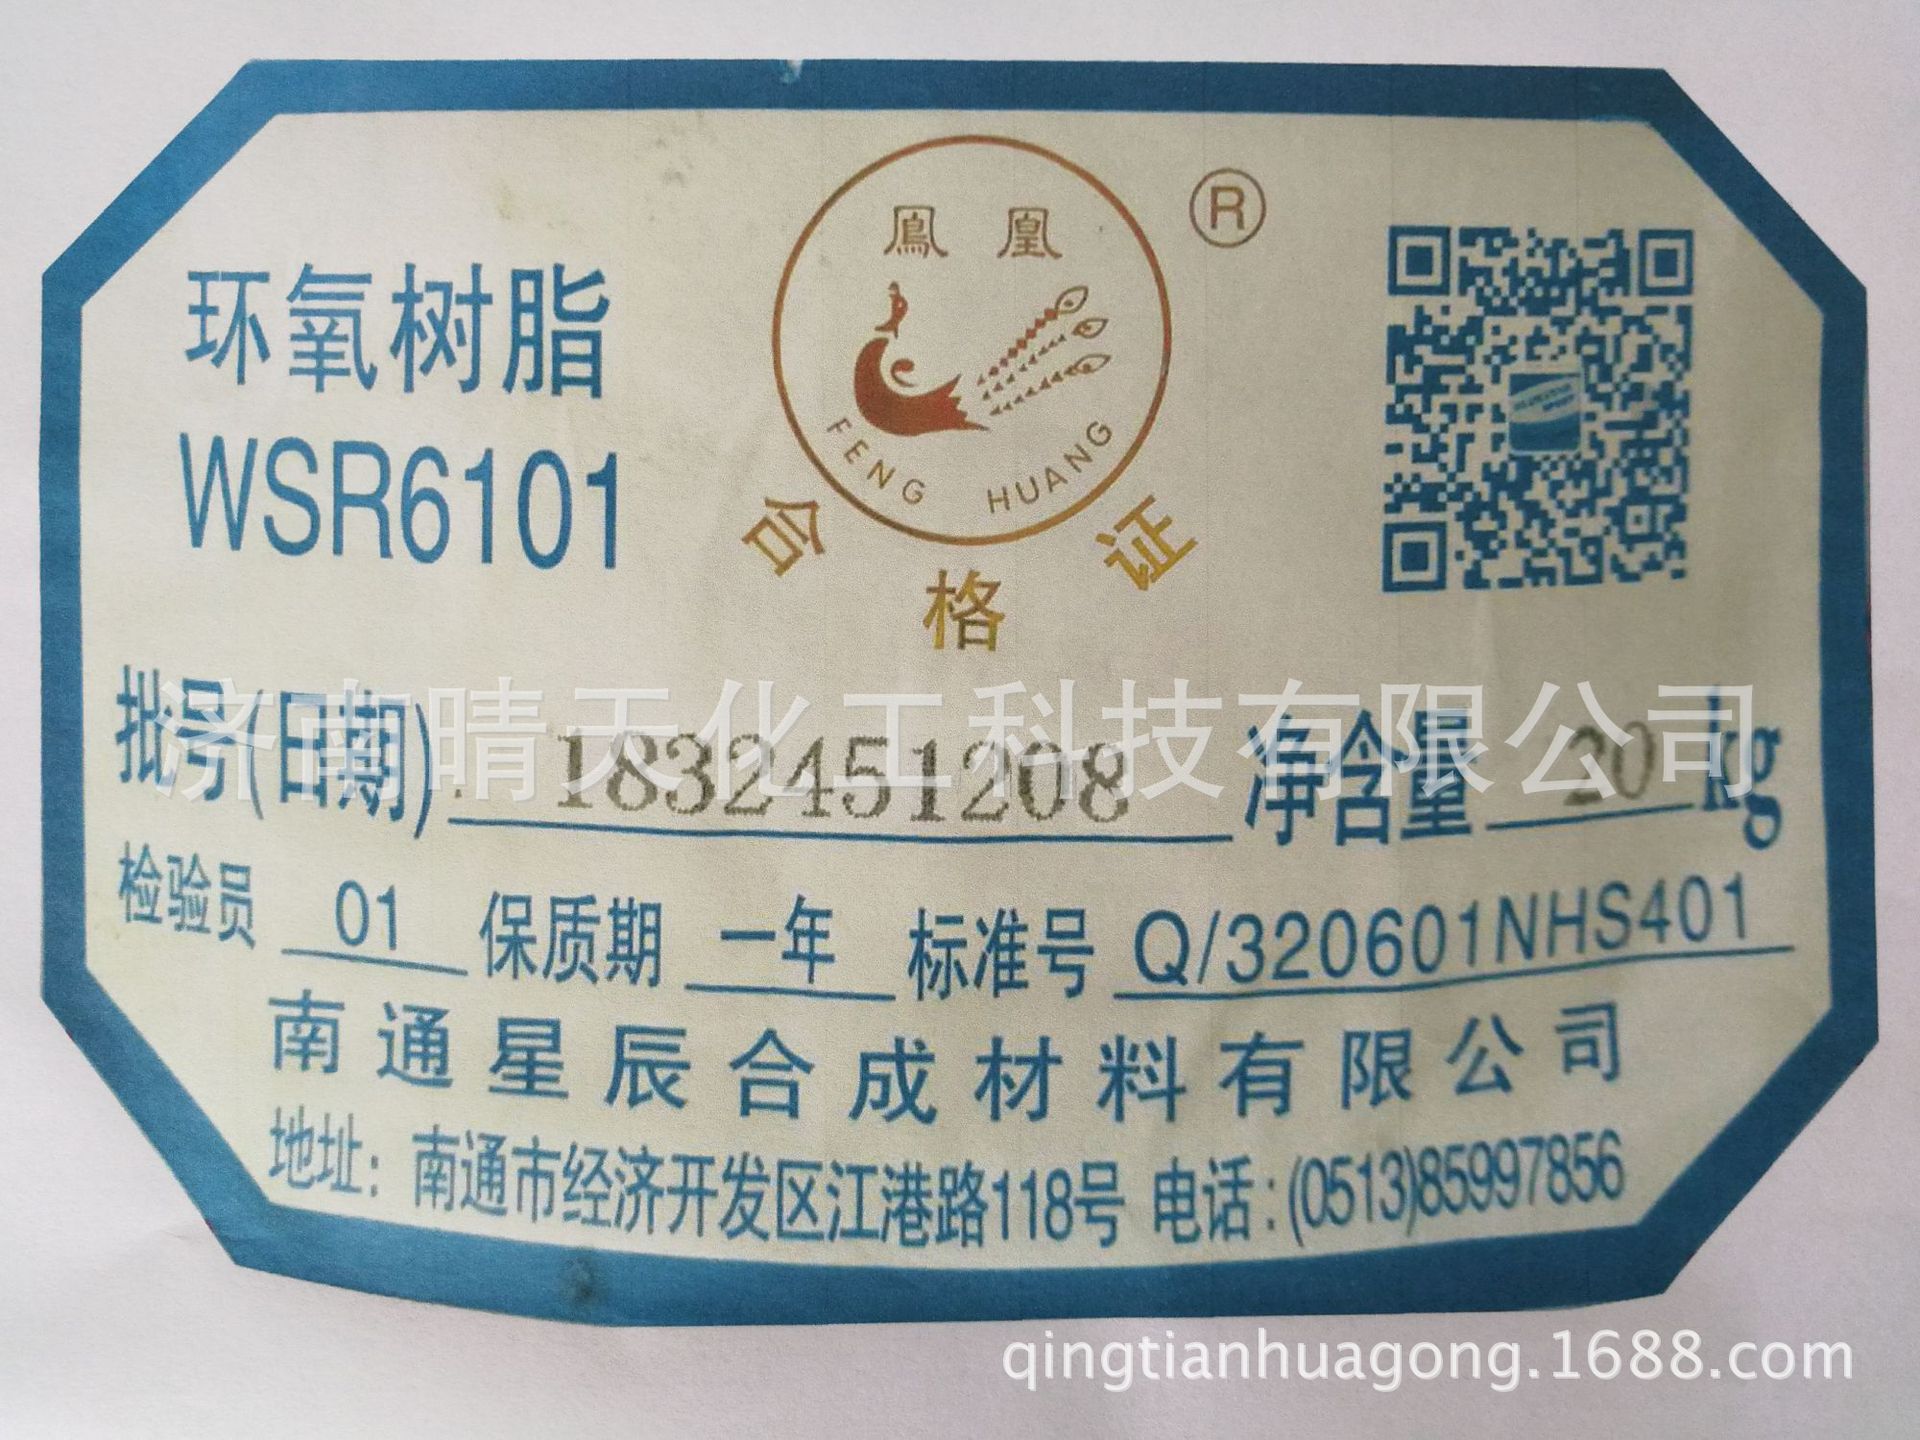 鳳凰
®
FENG HUANG
合格证
环氧树脂
WSR6101
批号(日期) 18324451208 净含量 20 kg
济南晴天化工科技有限公司
检验员 01 保质期 一年 标准号 Q/320601NHS401
南通星辰合成材料有限公司
地址：南通市经济开发区江港路118号 电话：(0513)85997856
qingtianhuagong.1688.com